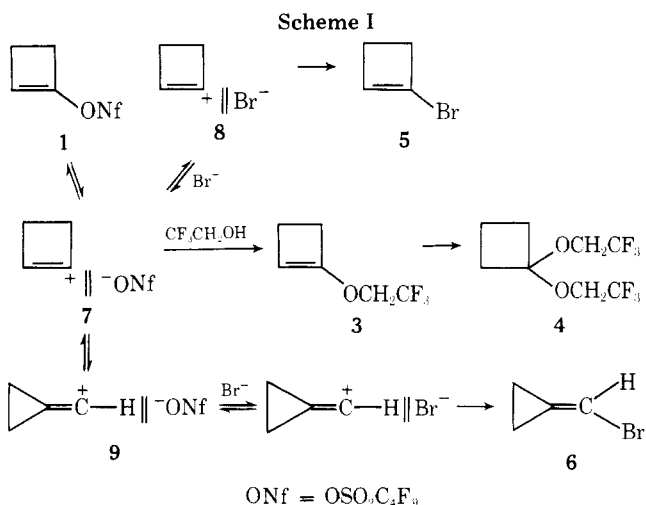 Scheme I
ONf
1
+ || Br⁻
8
Br
5
Br⁻
+ || ⁻ONf
7
CF₃CH₂OH
OCH₂CF₃
3
OCH₂CF₃
OCH₂CF₃
4
C⁺—H || ⁻ONf
9
Br⁻
C⁺—H || Br⁻
H
C
Br
6
ONf = OSO₂C₄F₉